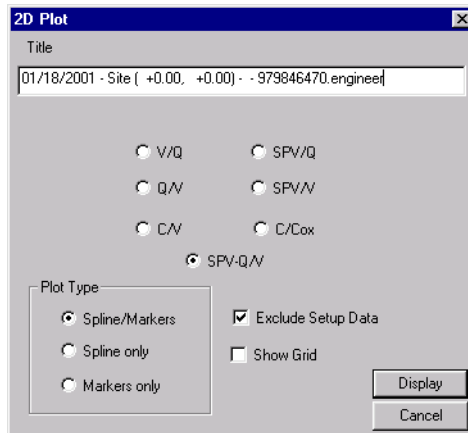 2D Plot
Title
01/18/2001 - Site ( +0.00, +0.00) - - 979846470.engineer
V/Q SPV/Q
Q/V SPV/V
C/V C/Cox
SPV-Q/V
Plot Type
Spline/Markers
Exclude Setup Data
Spline only
Show Grid
Markers only
Display
Cancel